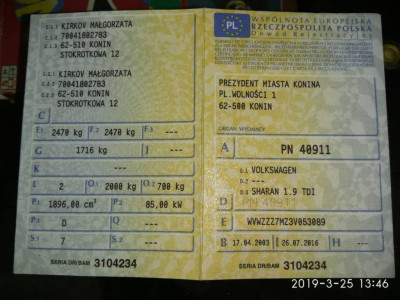 C.1.1 KIRKOV MAŁGORZATA
C.1.2 70041802783
C.1.3 62-510 KONIN
STOKROTKOWA 12
C.2.1 KIRKOV MAŁGORZATA
C.2.2 70041802783
C.2.3 62-510 KONIN
STOKROTKOWA 12
C
F.1 2470 kg F.2 2470 kg F.3 ---
G 1716 kg J ---
K ---
L 2 O.1 2000 kg O.2 700 kg
P.1 1896,00 cm³ P.2 85,00 kW
P.3 D Q ---
S.1 7 S.2 ---
SERIA DR/BAM 3104234
PL
WSPÓLNOTA EUROPEJSKA
RZECZPOSPOLITA POLSKA
Dowód Rejestracyjny
PREZYDENT MIASTA KONINA
PL.WOLNOŚCI 1
62-500 KONIN
ORGAN WYDAJĄCY
A PN 40911
D.1 VOLKSWAGEN
D.2 ---
D.3 SHARAN 1.9 TDI
D PN 40911
E WVWZZZ7MZ3V053089
B 17.04.2003 I 26.07.2016 H ---
SERIA DR/BAM 3104234
2019-3-25 13:46